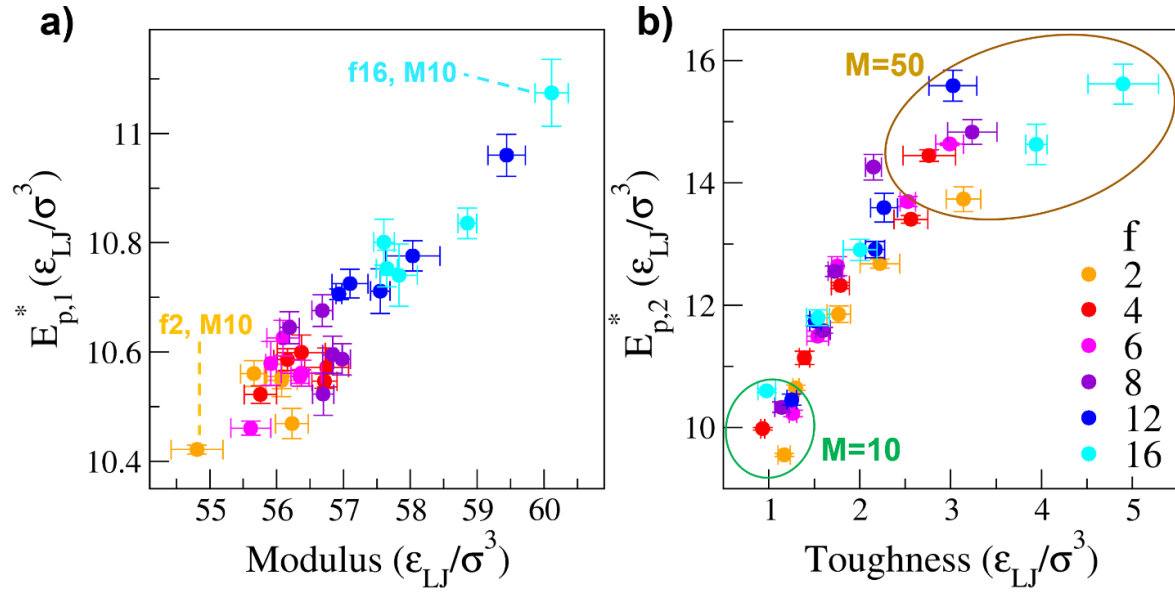 a)
f16, M10
f2, M10
11
10.8
10.6
10.4
E*p,1 (εLJ/σ³)
55 56 57 58 59 60
Modulus (εLJ/σ³)
b)
M=50
M=10
16
14
12
10
E*p,2 (εLJ/σ³)
1 2 3 4 5
Toughness (εLJ/σ³)
f
2
4
6
8
12
16